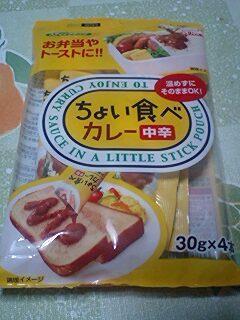 お弁当や
トーストに!!
温めずに
そのままOK!
TO ENJOY
ちょい食べ
カレー 中辛
CURRY SAUCE IN A LITTLE STICK POUCH
30g×4本
調理イメージ